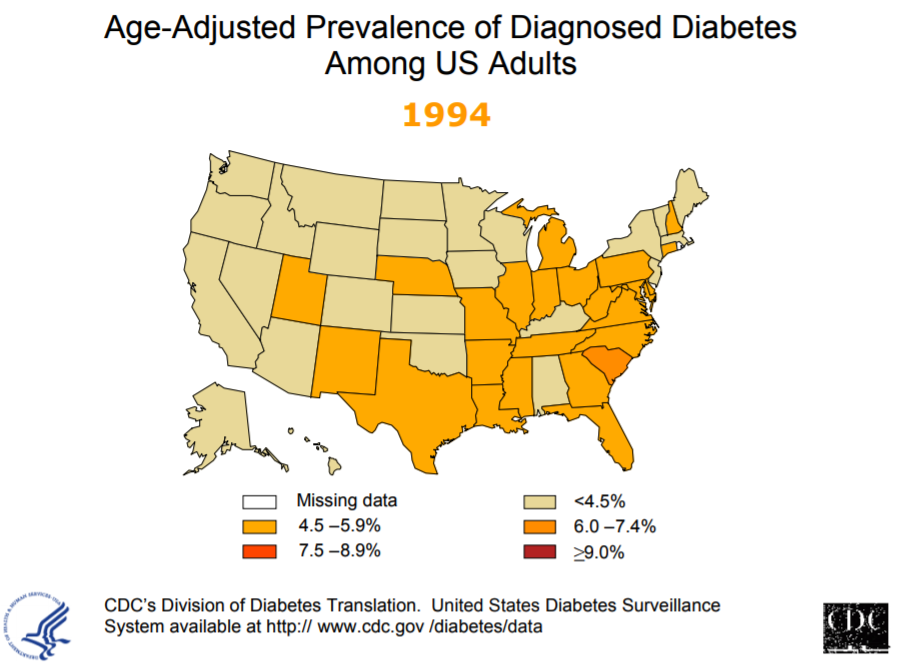 Age-Adjusted Prevalence of Diagnosed Diabetes
Among US Adults
1994
Missing data
<4.5%
4.5 –5.9%
6.0 –7.4%
7.5 –8.9%
≥9.0%
CDC's Division of Diabetes Translation. United States Diabetes Surveillance
System available at http:// www.cdc.gov /diabetes/data
CDC